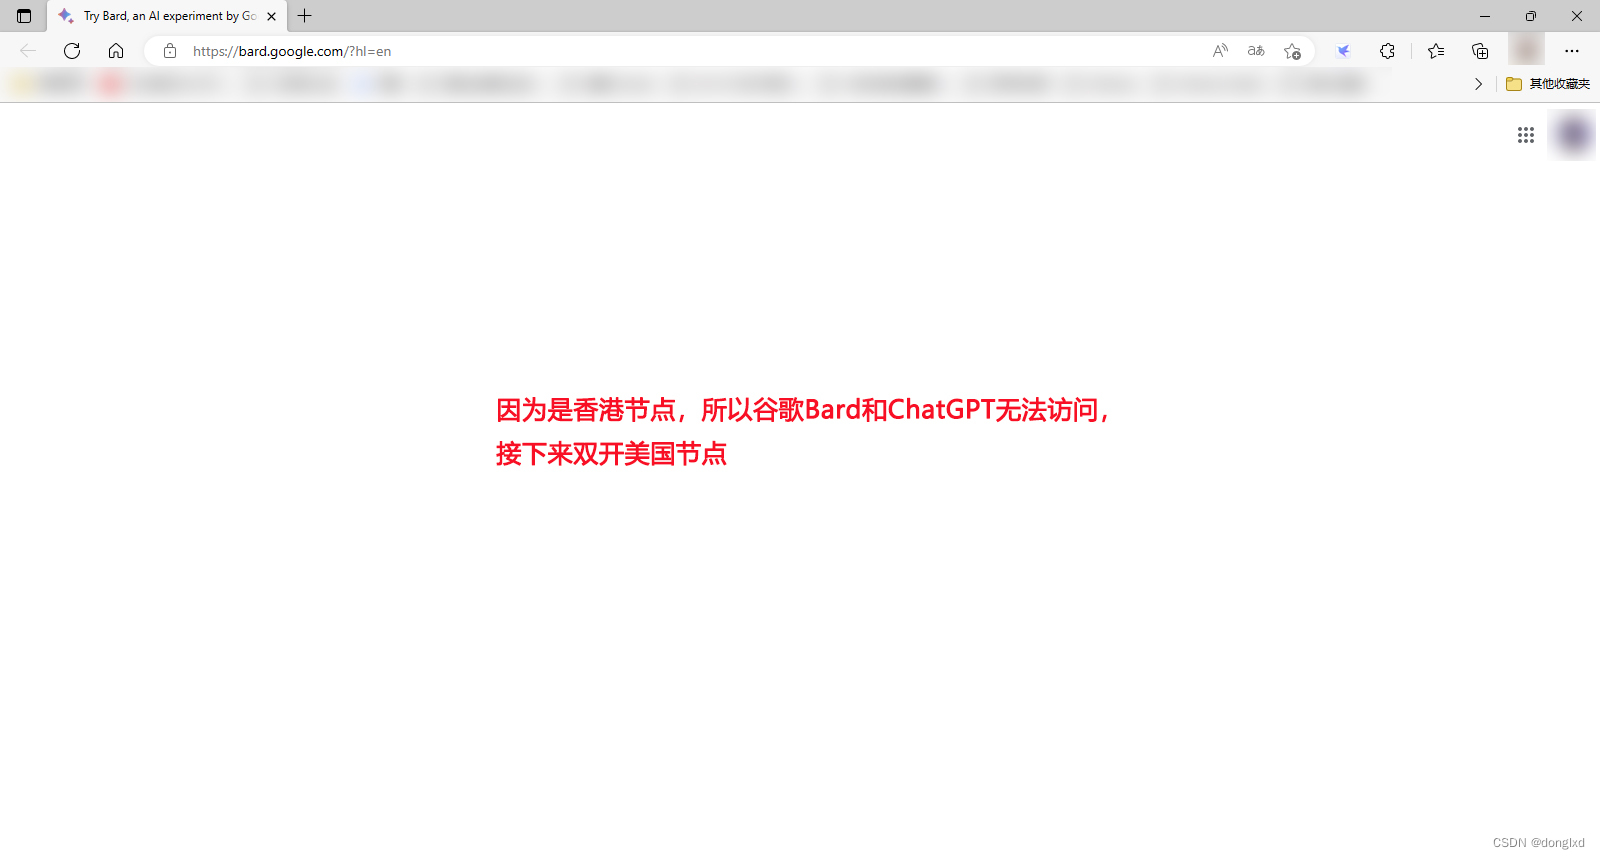 Try Bard, an AI experiment by Go
https://bard.google.com/?hl=en
其他收藏夹
因为是香港节点，所以谷歌Bard和ChatGPT无法访问，
接下来双开美国节点
CSDN @donglxd